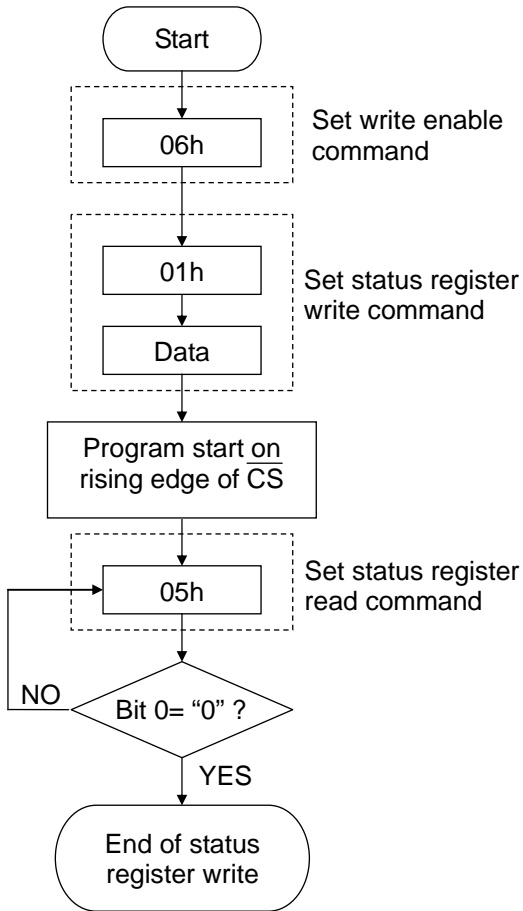 Start
06h
Set write enable
command
01h
Data
Set status register
write command
Program start on
rising edge of C̅S̅
05h
Set status register
read command
NO
Bit 0= “0” ?
YES
End of status
register write